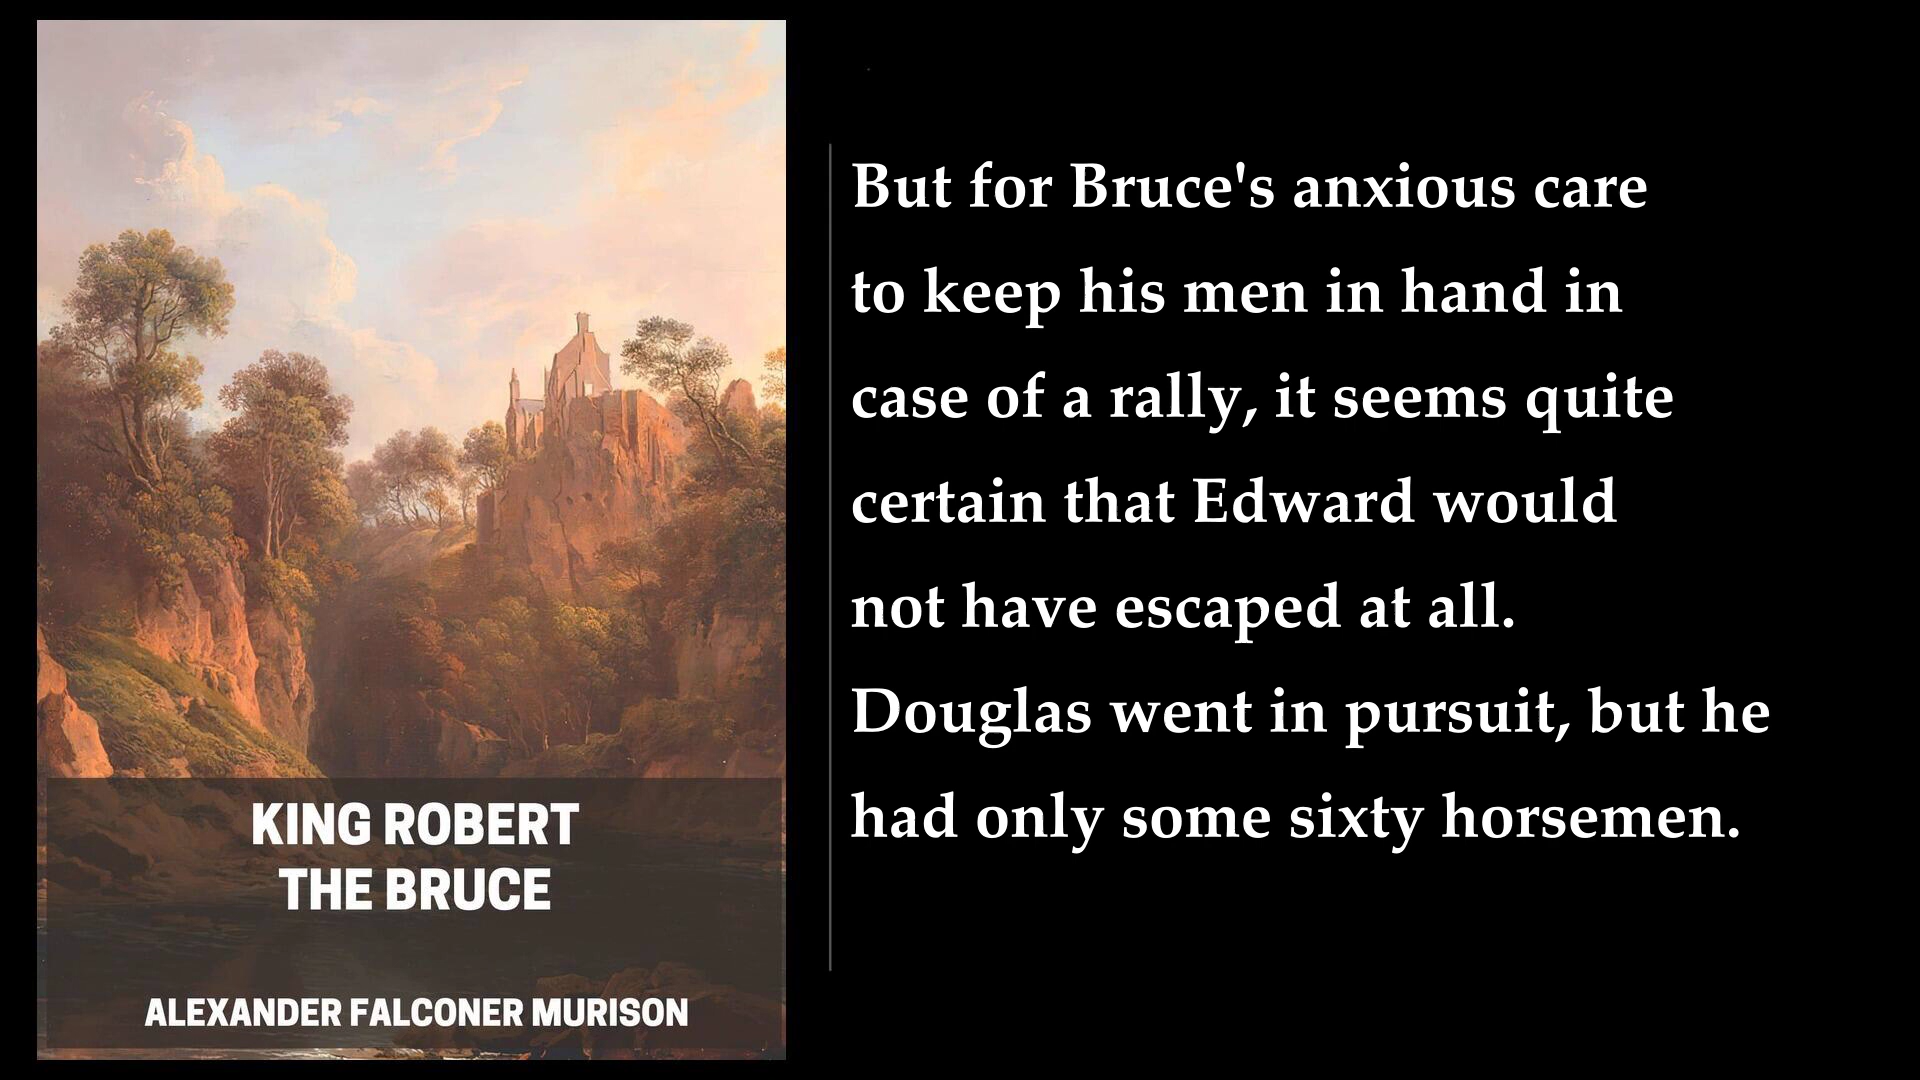 KING ROBERT
THE BRUCE
ALEXANDER FALCONER MURISON
But for Bruce's anxious care
to keep his men in hand in
case of a rally, it seems quite
certain that Edward would
not have escaped at all.
Douglas went in pursuit, but he
had only some sixty horsemen.